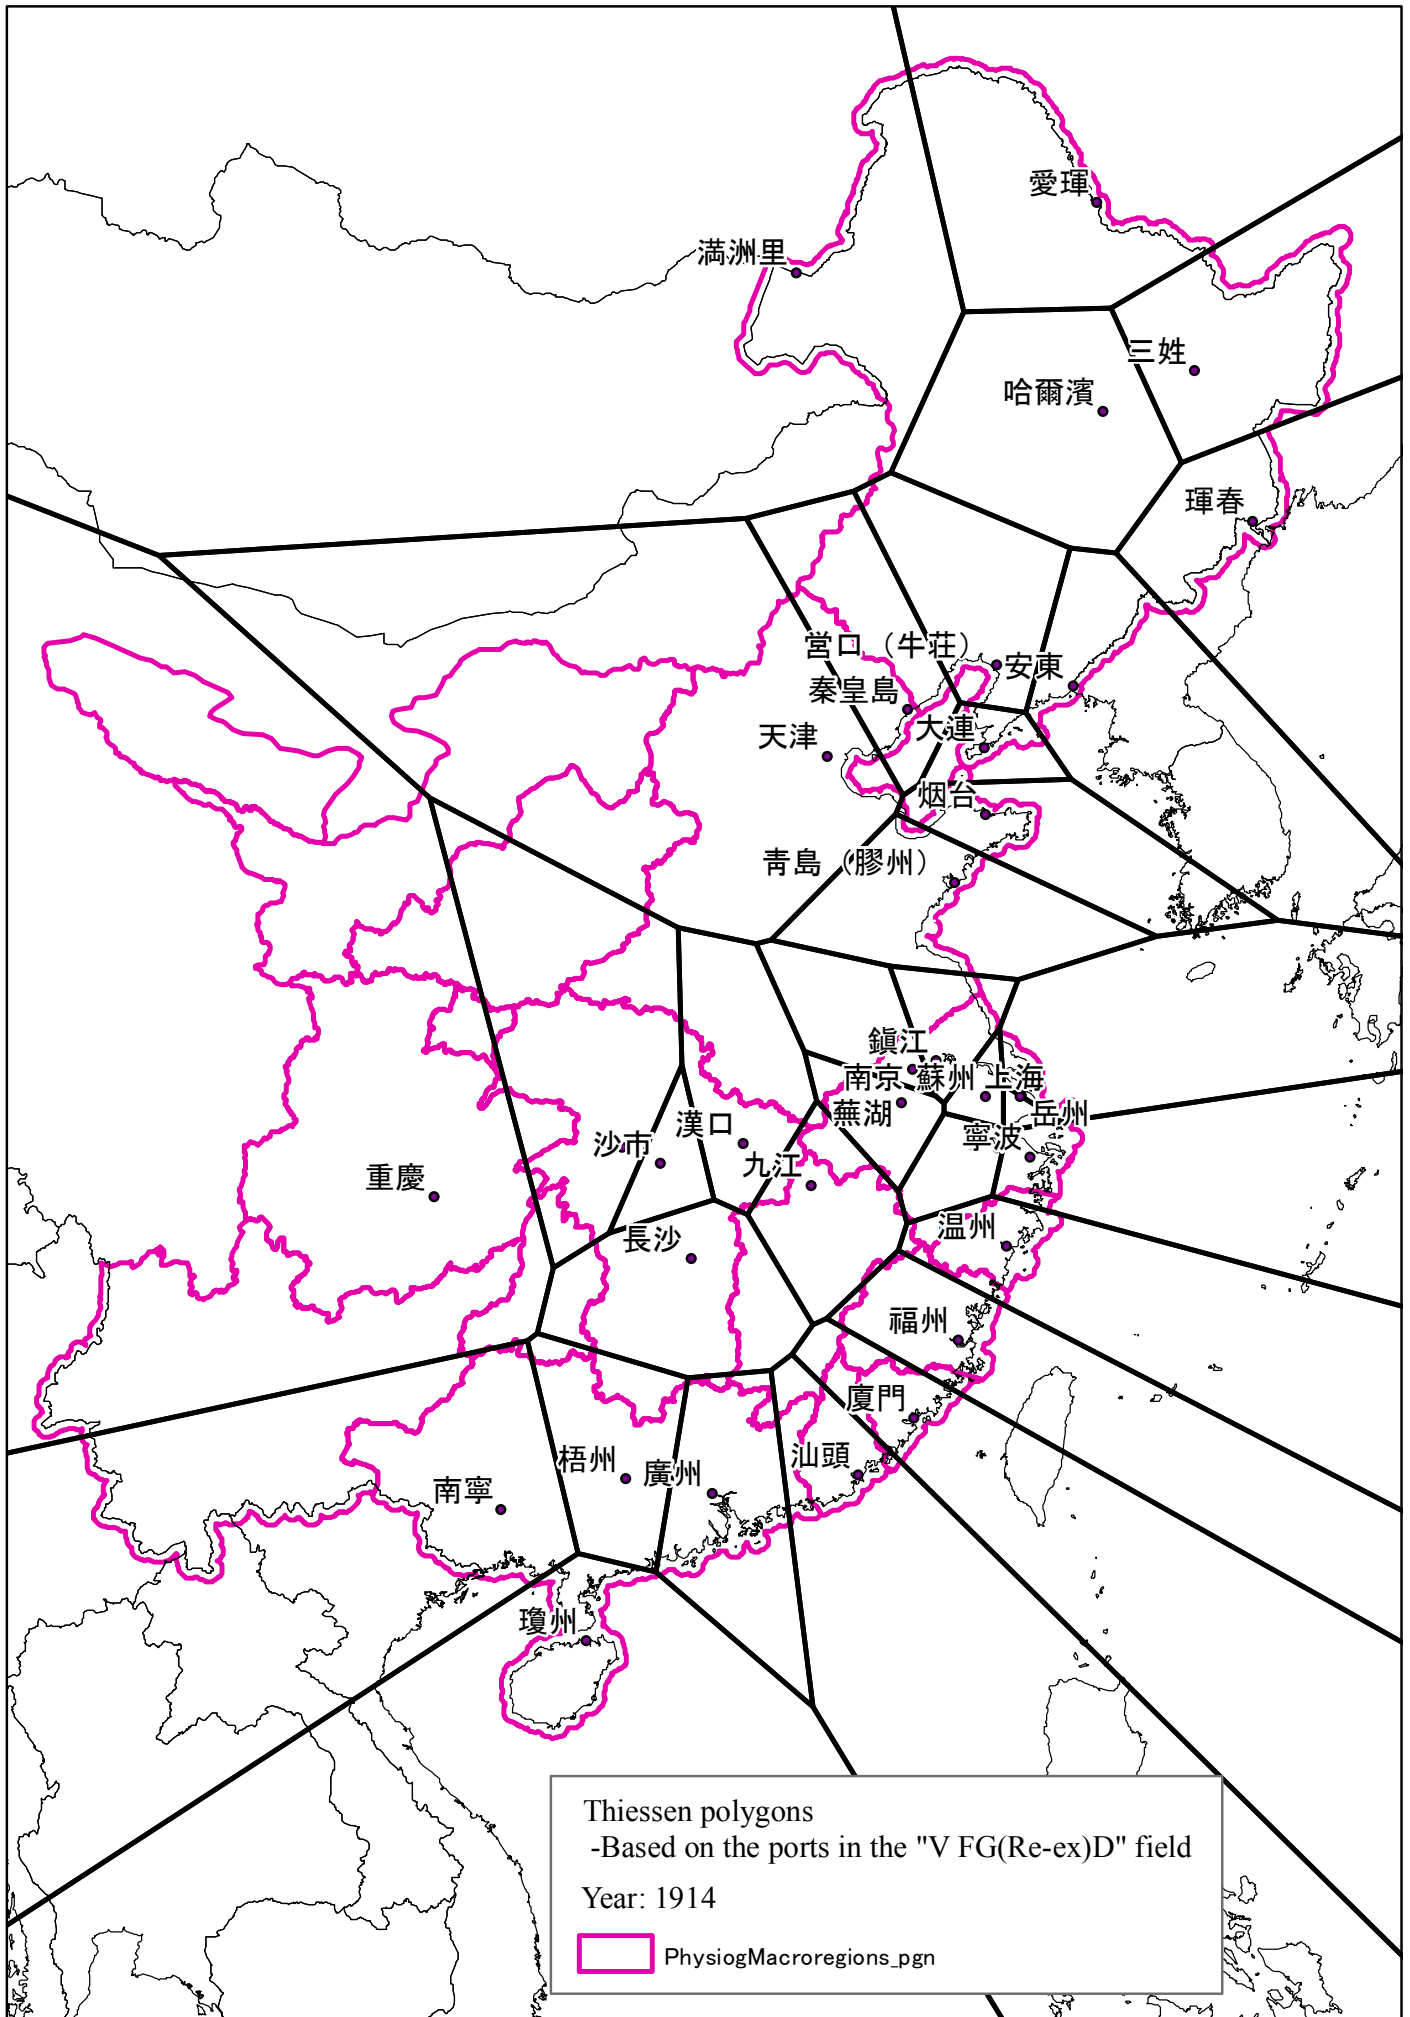 愛琿
満洲里
三姓
哈爾濱
琿春
営口（牛荘）
安東
秦皇島
大連
天津
烟台
青島（膠州）
鎮江
南京
蘇州
上海
蕪湖
岳州
漢口
寧波
沙市
九江
重慶
温州
長沙
福州
廈門
汕頭
梧州
廣州
南寧
瓊州
Thiessen polygons
-Based on the ports in the "V FG(Re-ex)D" field
Year: 1914
PhysiogMacroregions_pgn